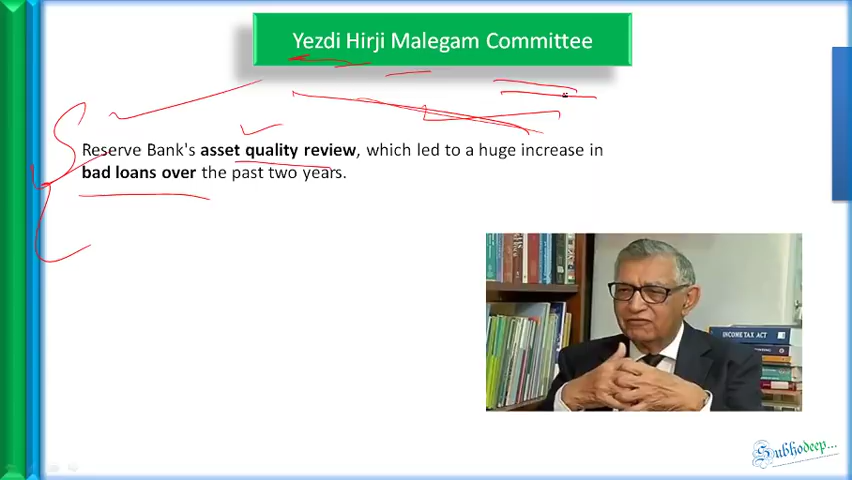 Yezdi Hirji Malegam Committee
Reserve Bank's asset quality review, which led to a huge increase in
bad loans over the past two years.
INCOME TAX ACT
Subhodeep...